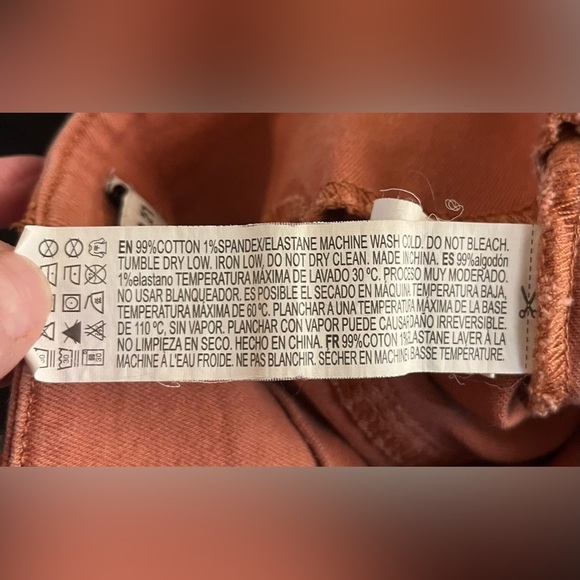 EN 99%COTTON 1%SPANDEX/ELASTANE MACHINE WASH COLD. DO NOT BLEACH.
TUMBLE DRY LOW. IRON LOW, DO NOT DRY CLEAN. MADE IN CHINA. ES 99%algodón
1%elastano TEMPERATURA MÁXIMA DE LAVADO 30 ºC. PROCESO MUY MODERADO.
NO USAR BLANQUEADOR. ES POSIBLE EL SECADO EN MÁQUINA TEMPERATURA BAJA,
TEMPERATURA MÁXIMA DE 60 ºC. PLANCHAR A UNA TEMPERATURA MÁXIMA DE LA BASE
DE 110 ºC, SIN VAPOR. PLANCHAR CON VAPOR PUEDE CAUSAR DAÑO IRREVERSIBLE.
NO LIMPIEZA EN SECO. HECHO EN CHINA. FR 99%COTON 1%ELASTANE LAVER À LA
MACHINE À L'EAU FROIDE. NE PAS BLANCHIR. SÉCHER EN MACHINE BASSE TEMPERATURE.